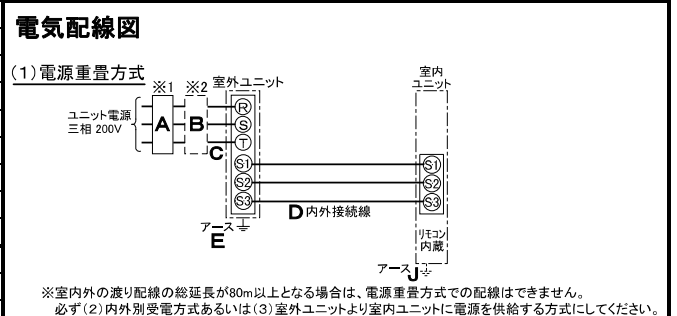 電気配線図
(1)電源重畳方式
※1 ※2 室外ユニット
室内
ユニット
ユニット電源
三相 200V
A
B
C
R
S
T
S1
S2
S3
S1
S2
S3
D内外接続線
アース
E
リモコン
内蔵
アース
J
※室内外の渡り配線の総延長が80m以上となる場合は、電源重畳方式での配線はできません。
必ず(2)内外別受電方式あるいは(3)室外ユニットより室内ユニットに電源を供給する方式にしてください。